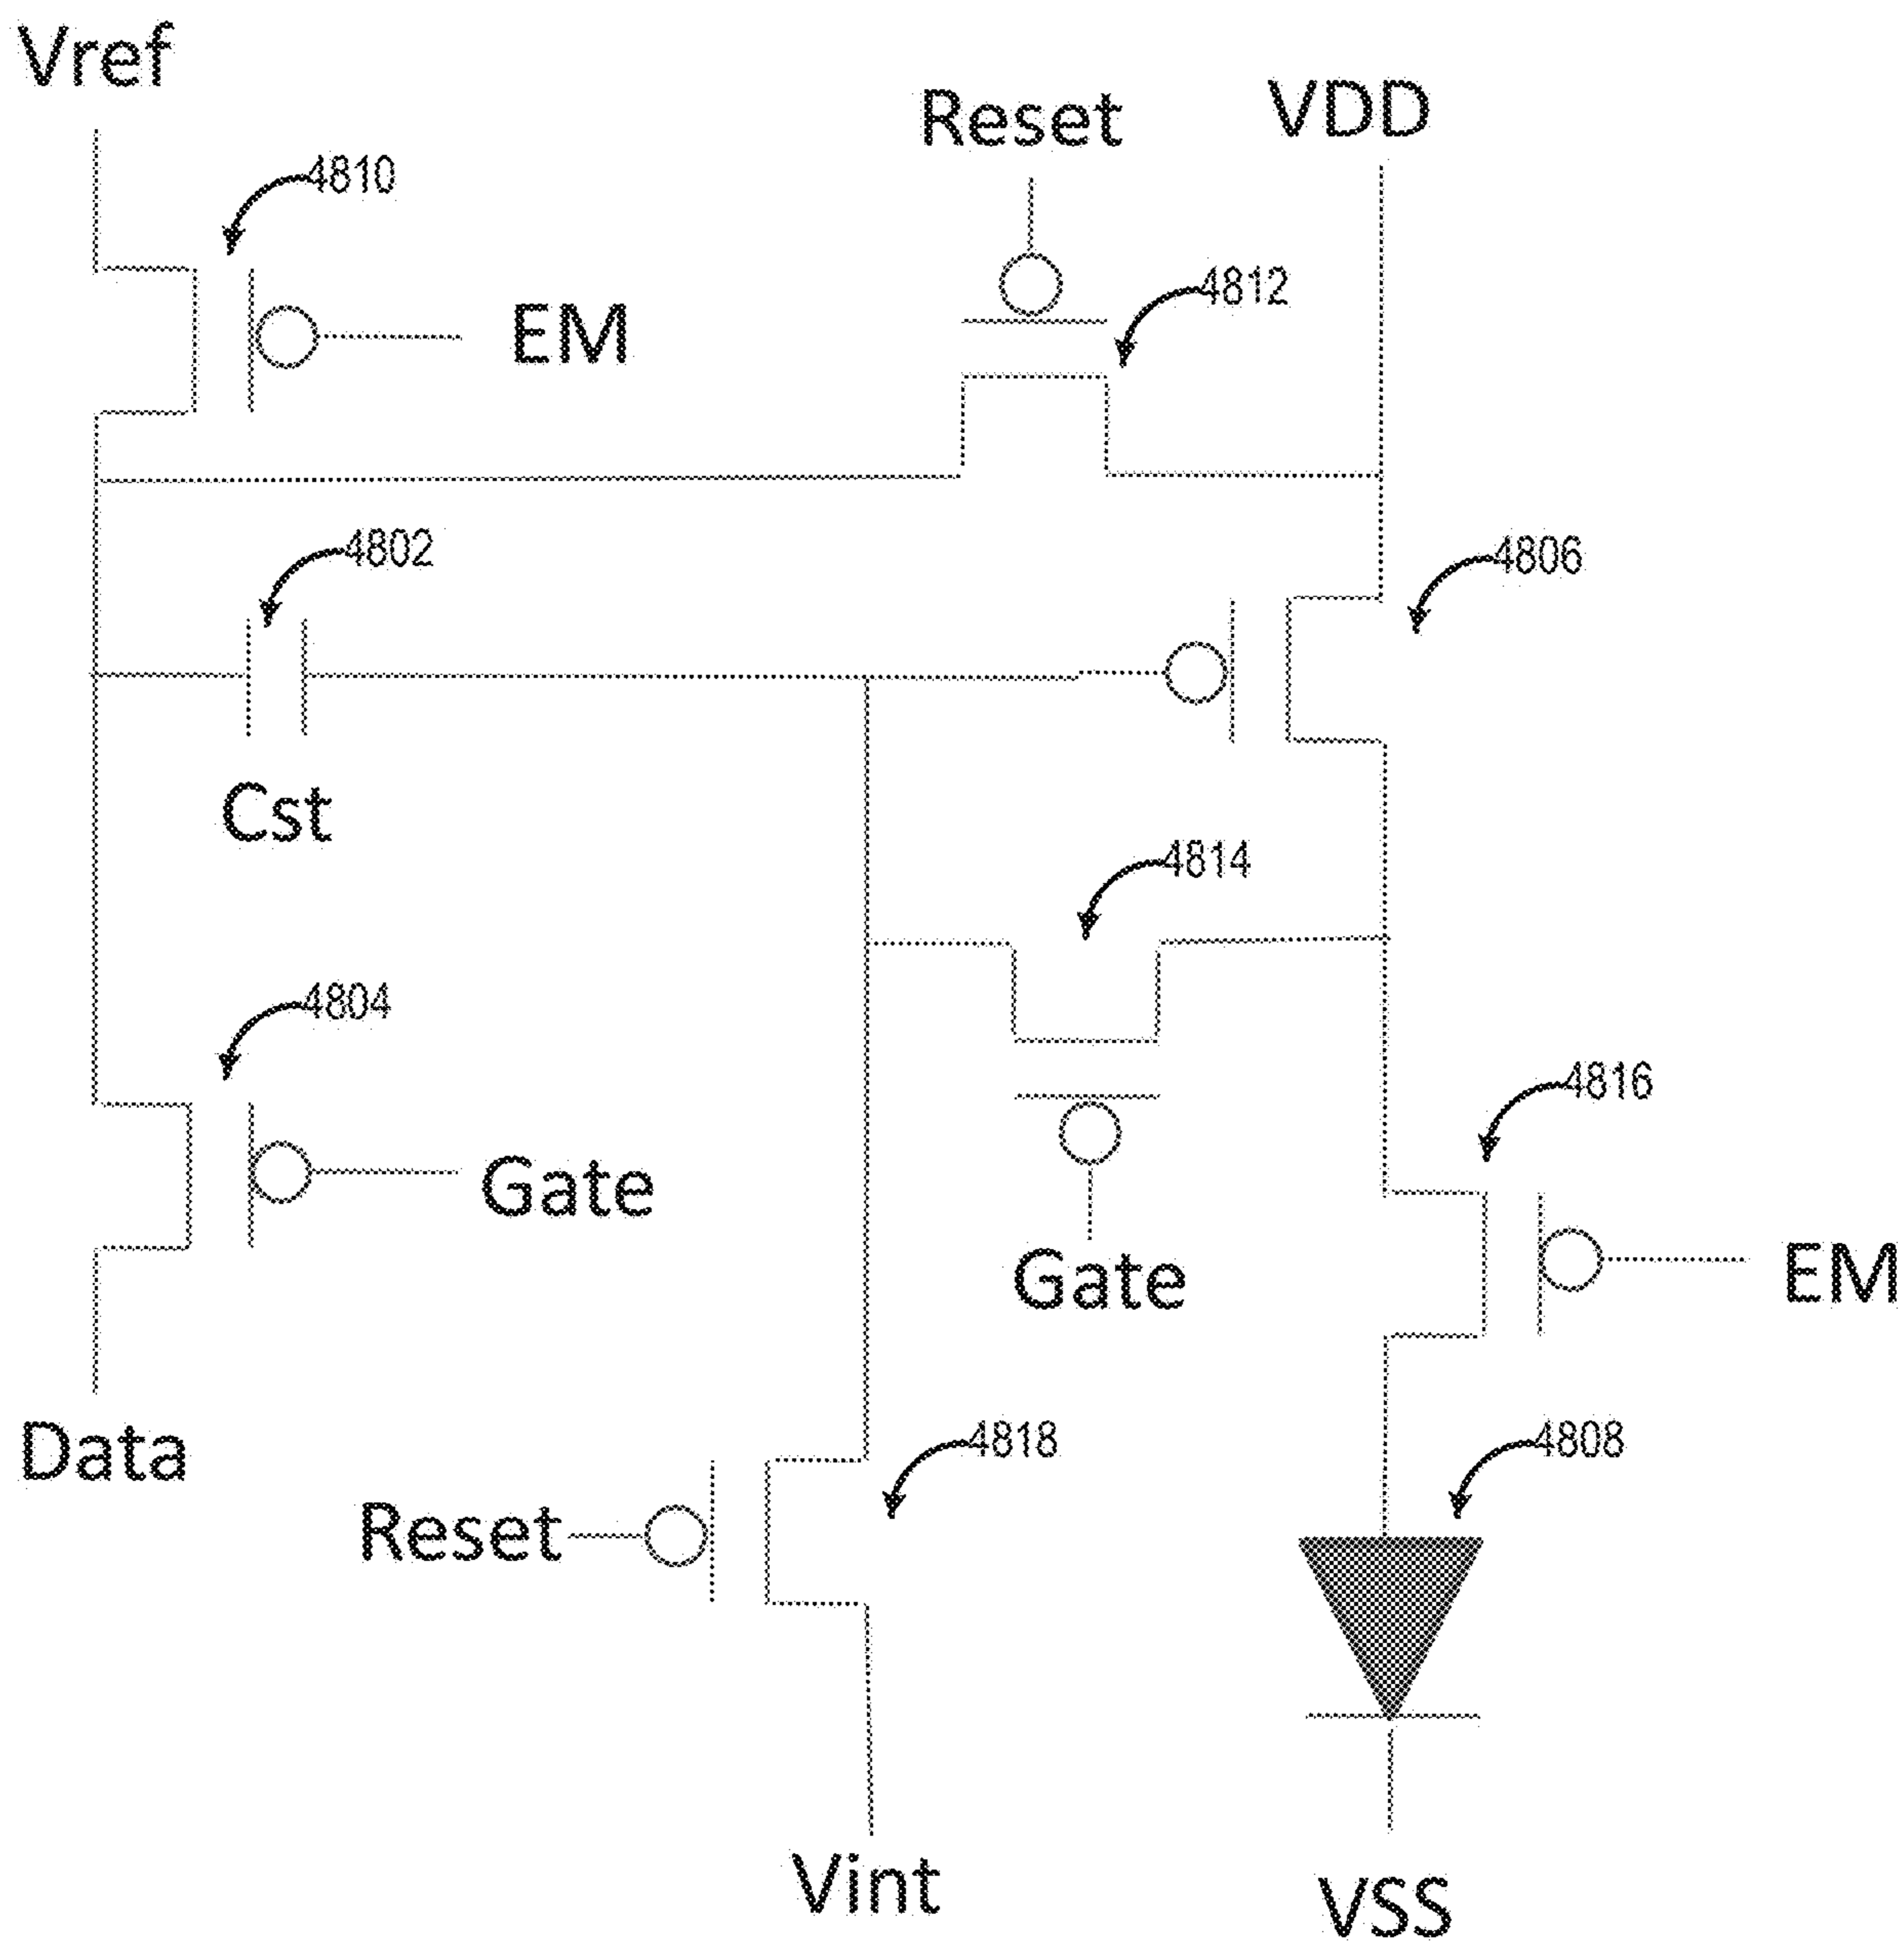 Vref
Reset
VDD
4810
4812
EM
4802
4806
Cst
4814
4804
4816
Gate
Gate
EM
Data
4818
4808
Reset
Vint
VSS